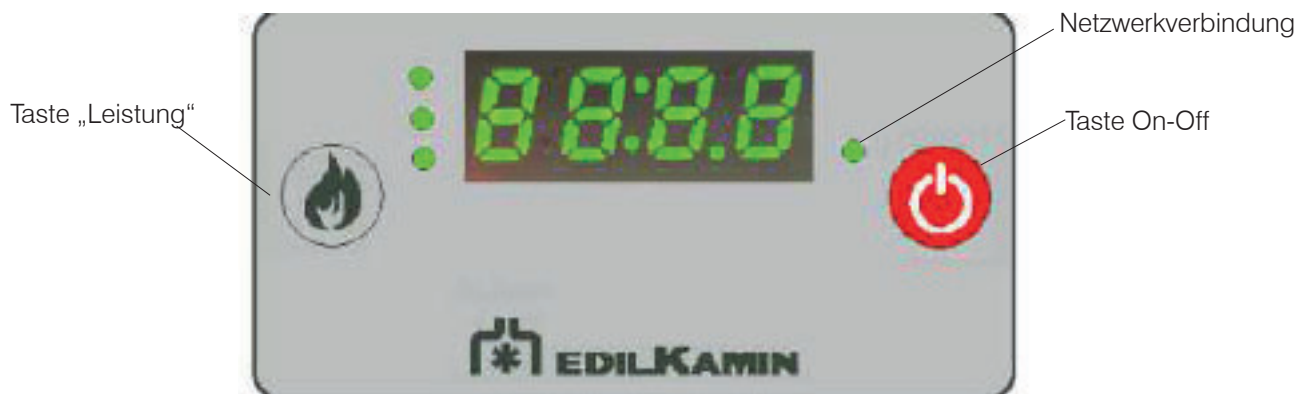 Netzwerkverbindung
88:8.8
Taste „Leistung“
Taste On-Off
EDILKAMIN